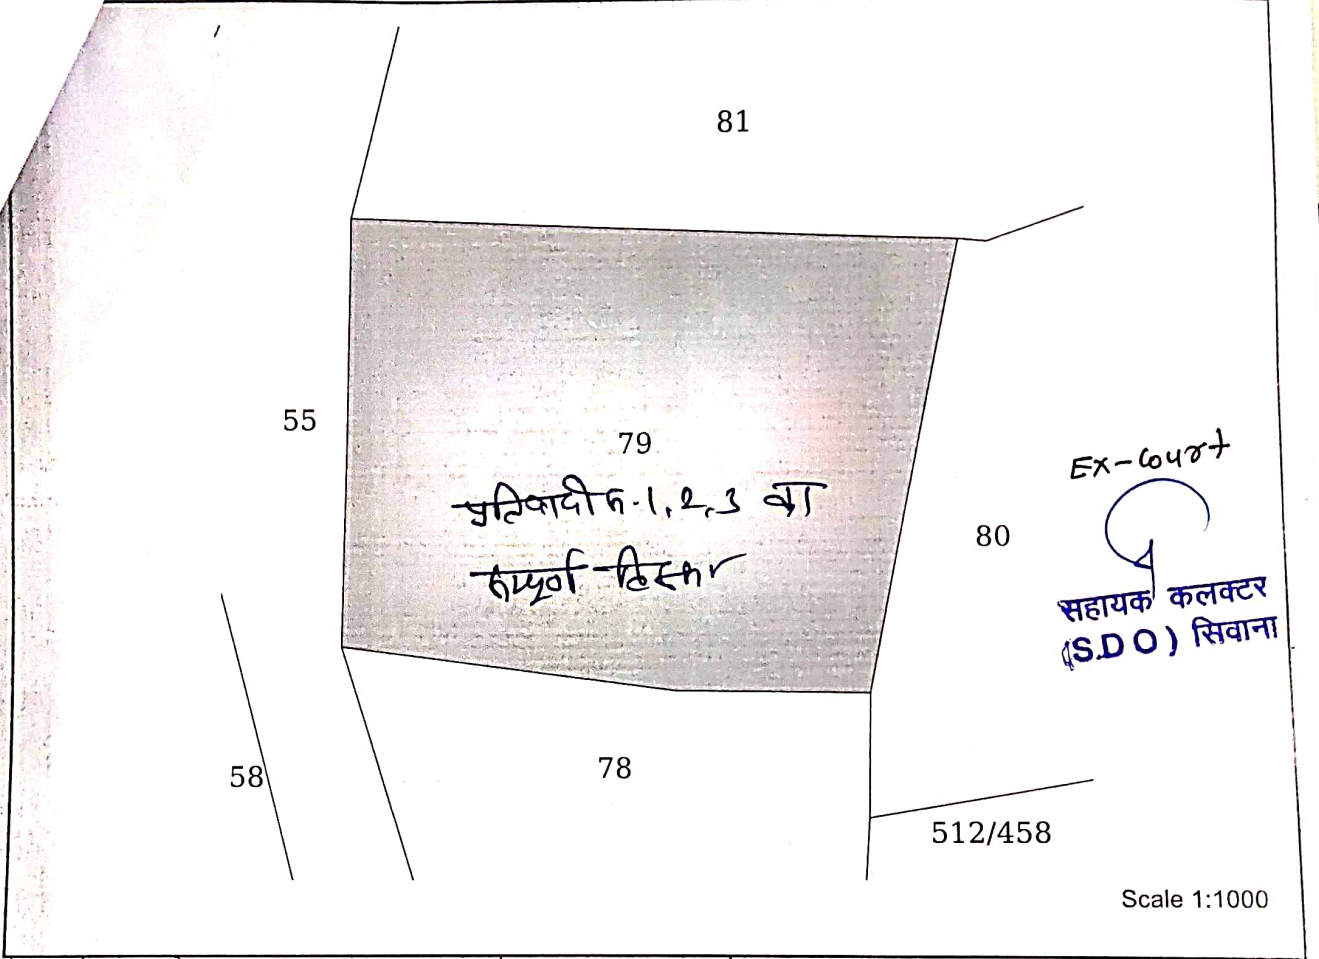 81
55
79
प्रतिवादी क. 1, 2, 3 का
सम्पूर्ण हिस्सा
Ex-Court
80
सहायक कलक्टर
(S.D O) सिवाना
58
78
512/458
Scale 1:1000